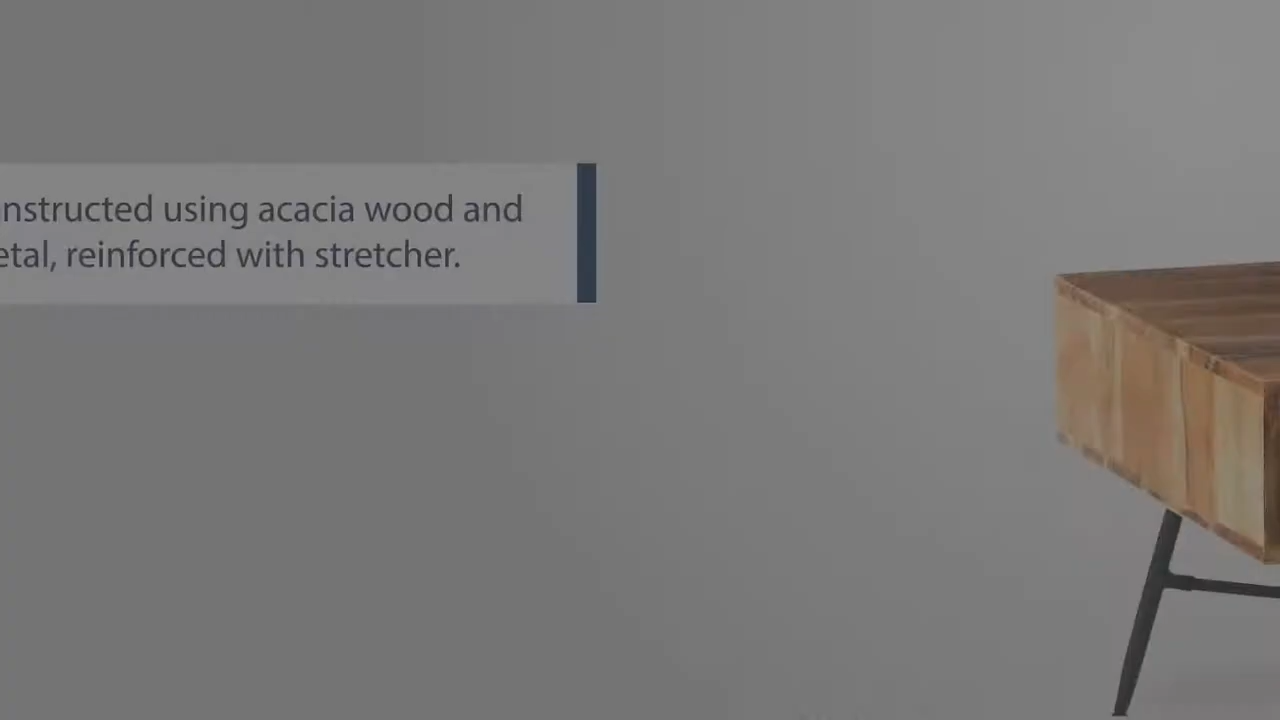 nstructed using acacia wood and
etal, reinforced with stretcher.